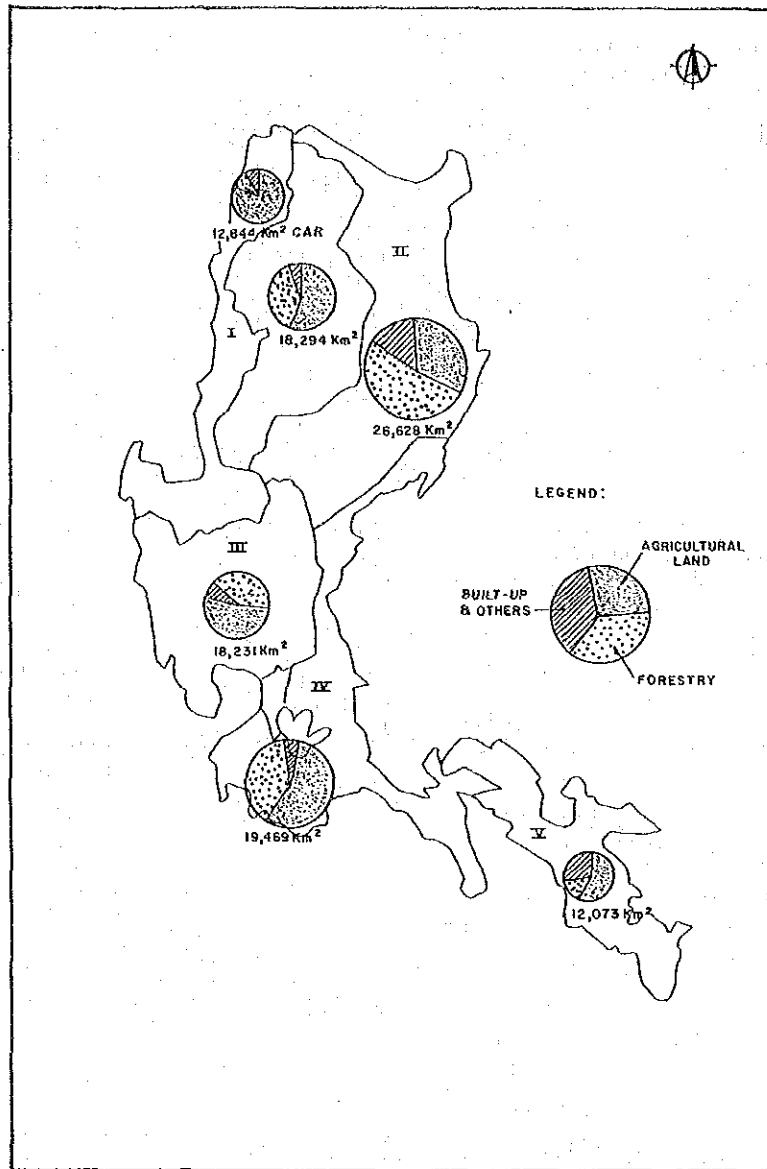 12,844 Km² CAR
II
I
18,294 Km²
26,628 Km²
LEGEND:
III
AGRICULTURAL
LAND
BUILT-UP
& OTHERS
18,231 Km²
FORESTRY
IV
19,469 Km²
V
12,073 Km²